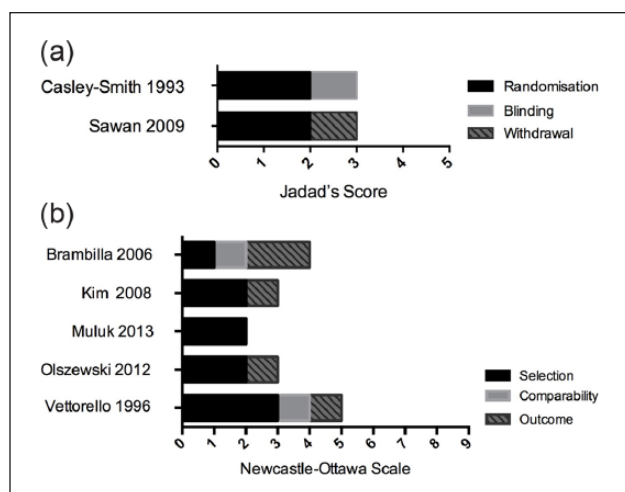 (a)
Casley-Smith 1993
Sawan 2009
Randomisation
Blinding
Withdrawal
0 1 2 3 4 5
Jadad's Score
(b)
Brambilla 2006
Kim 2008
Muluk 2013
Olszewski 2012
Vettorello 1996
Selection
Comparability
Outcome
0 1 2 3 4 5 6 7 8 9
Newcastle-Ottawa Scale